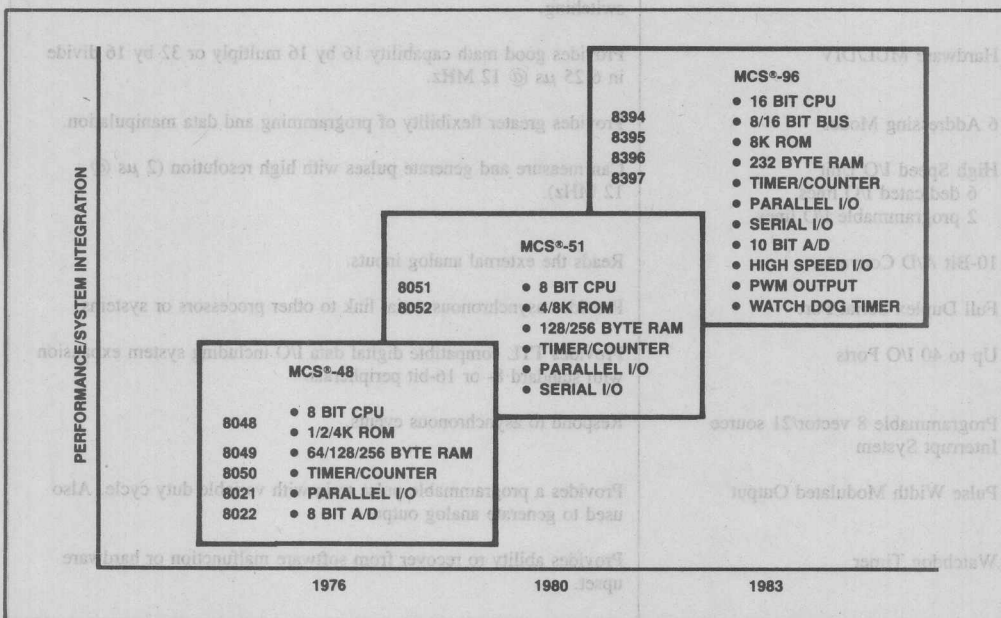 PERFORMANCE/SYSTEM INTEGRATION
MCS®-96
8394
8395
8396
8397
• 16 BIT CPU
• 8/16 BIT BUS
• 8K ROM
• 232 BYTE RAM
• TIMER/COUNTER
• PARALLEL I/O
• SERIAL I/O
• 10 BIT A/D
• HIGH SPEED I/O
• PWM OUTPUT
• WATCH DOG TIMER
MCS®-51
8051
8052
• 8 BIT CPU
• 4/8K ROM
• 128/256 BYTE RAM
• TIMER/COUNTER
• PARALLEL I/O
• SERIAL I/O
MCS®-48
8048
8049
8050
8021
8022
• 8 BIT CPU
• 1/2/4K ROM
• 64/128/256 BYTE RAM
• TIMER/COUNTER
• PARALLEL I/O
• 8 BIT A/D
1976
1980
1983